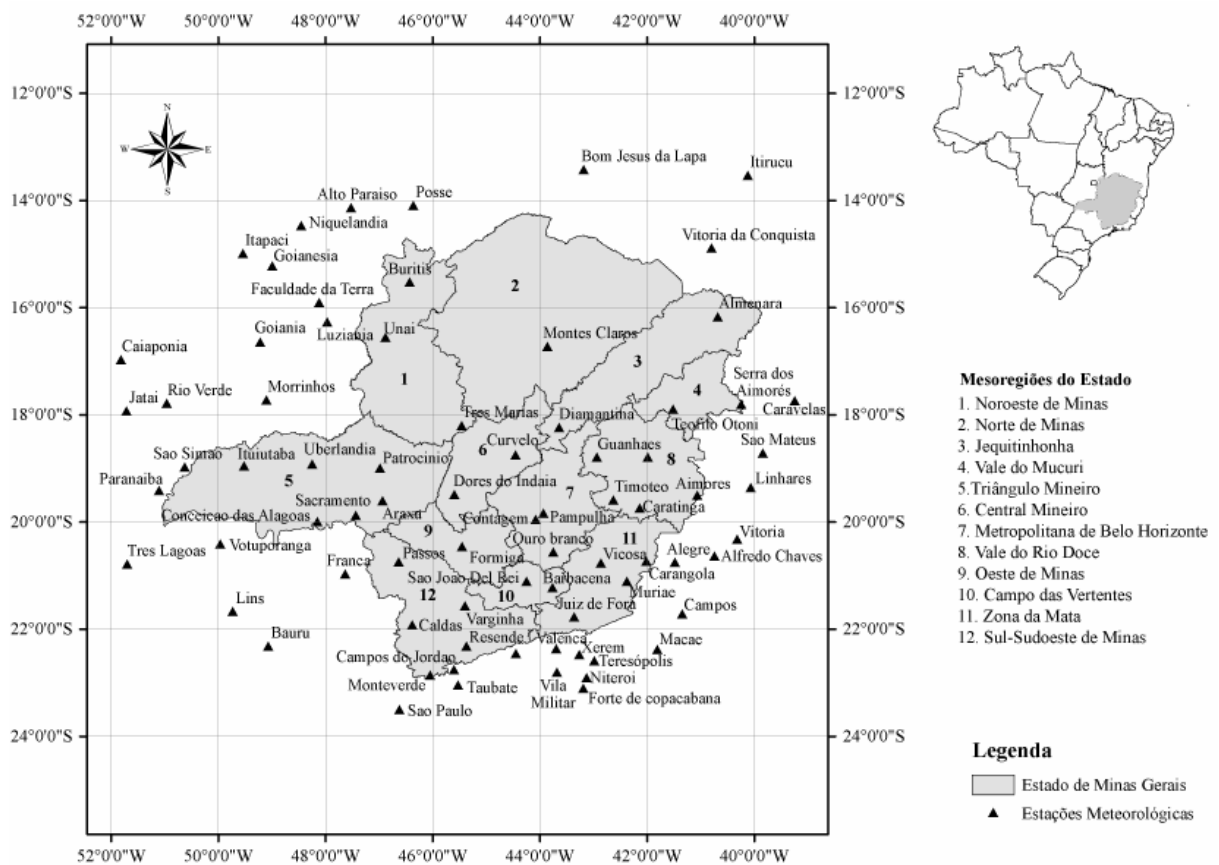 52°0'0"W 50°0'0"W 48°0'0"W 46°0'0"W 44°0'0"W 42°0'0"W 40°0'0"W
12°0'0"S 12°0'0"S
N
W E
S
Bom Jesus da Lapa
Itirucu
14°0'0"S 14°0'0"S
Alto Paraiso
Posse
Niquelandia
Vitoria da Conquista
Itapaci
Goianesia
Buritis
2
Faculdade da Terra
16°0'0"S 16°0'0"S
Almenara
Goiania
Luziania
Unai
Montes Claros
Caiaponia
3
1
4
Serra dos
Aimorés
Jatai
Rio Verde
Morrinhos
18°0'0"S 18°0'0"S
Tres Marias
Diamantina
Caravelas
Teofilo Otoni
Sao Mateus
Sao Simao
Ituiutaba
Uberlandia
Patrocinio
6
Curvelo
Guanhaes
8
Paranaiba
5
Sacramento
Dores do Indaia
7
Timoteo
Aimores
Linhares
Conceicao das Alagoas
Araxa
Contagem
Pampulha
Caratinga
20°0'0"S 20°0'0"S
9
Ouro branco
11
Vitoria
Tres Lagoas
Votuporanga
Franca
Passos
Formiga
Vicosa
Alegre
Alfredo Chaves
Sao Joao Del Rei
Barbacena
Carangola
Muriae
12
10
Juiz de Fora
Campos
Lins
Varginha
22°0'0"S 22°0'0"S
Caldas
Bauru
Resende
Valenca
Xerem
Macae
Campos do Jordao
Teresópolis
Monteverde
Taubate
Vila
Militar
Niteroi
Forte de copacabana
Sao Paulo
24°0'0"S 24°0'0"S
52°0'0"W 50°0'0"W 48°0'0"W 46°0'0"W 44°0'0"W 42°0'0"W 40°0'0"W
Mesoregiões do Estado
1. Noroeste de Minas
2. Norte de Minas
3. Jequitinhonha
4. Vale do Mucuri
5.Triângulo Mineiro
6. Central Mineiro
7. Metropolitana de Belo Horizonte
8. Vale do Rio Doce
9. Oeste de Minas
10. Campo das Vertentes
11. Zona da Mata
12. Sul-Sudoeste de Minas
Legenda
Estado de Minas Gerais
Estações Meteorológicas